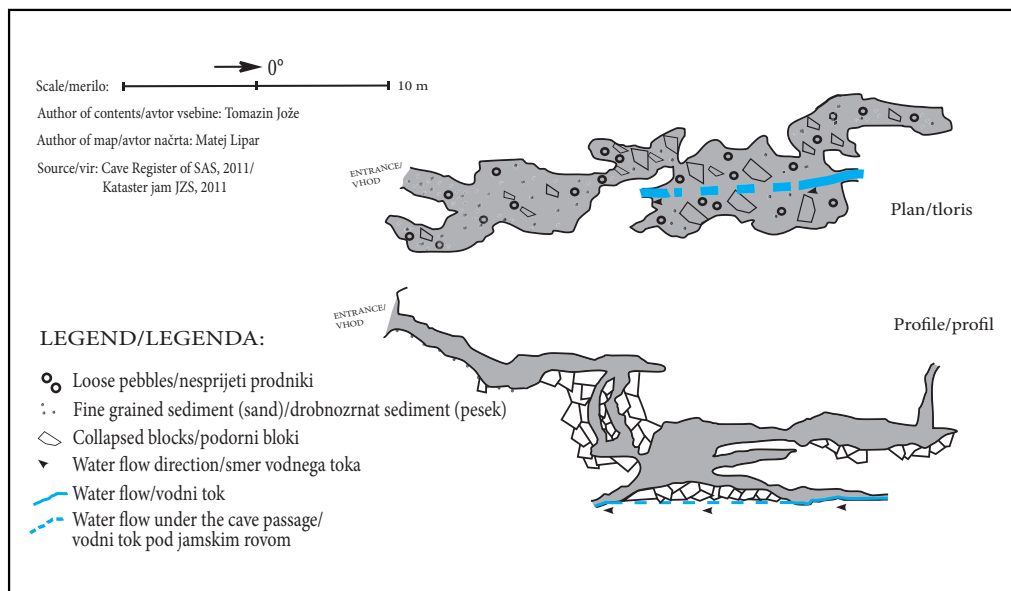 0°
Scale/merilo:
10 m
Author of contents/avtor vsebine: Tomazin Jože
Author of map/avtor načrta: Matej Lipar
Source/vir: Cave Register of SAS, 2011/
Kataster jam JZS, 2011
ENTRANCE/
VHOD
Plan/tloris
ENTRANCE/
VHOD
Profile/profil
LEGEND/LEGENDA:
Loose pebbles/nesprijeti prodniki
Fine grained sediment (sand)/drobnozrnat sediment (pesek)
Collapsed blocks/podorni bloki
Water flow direction/smer vodnega toka
Water flow/vodni tok
Water flow under the cave passage/
vodni tok pod jamskim rovom